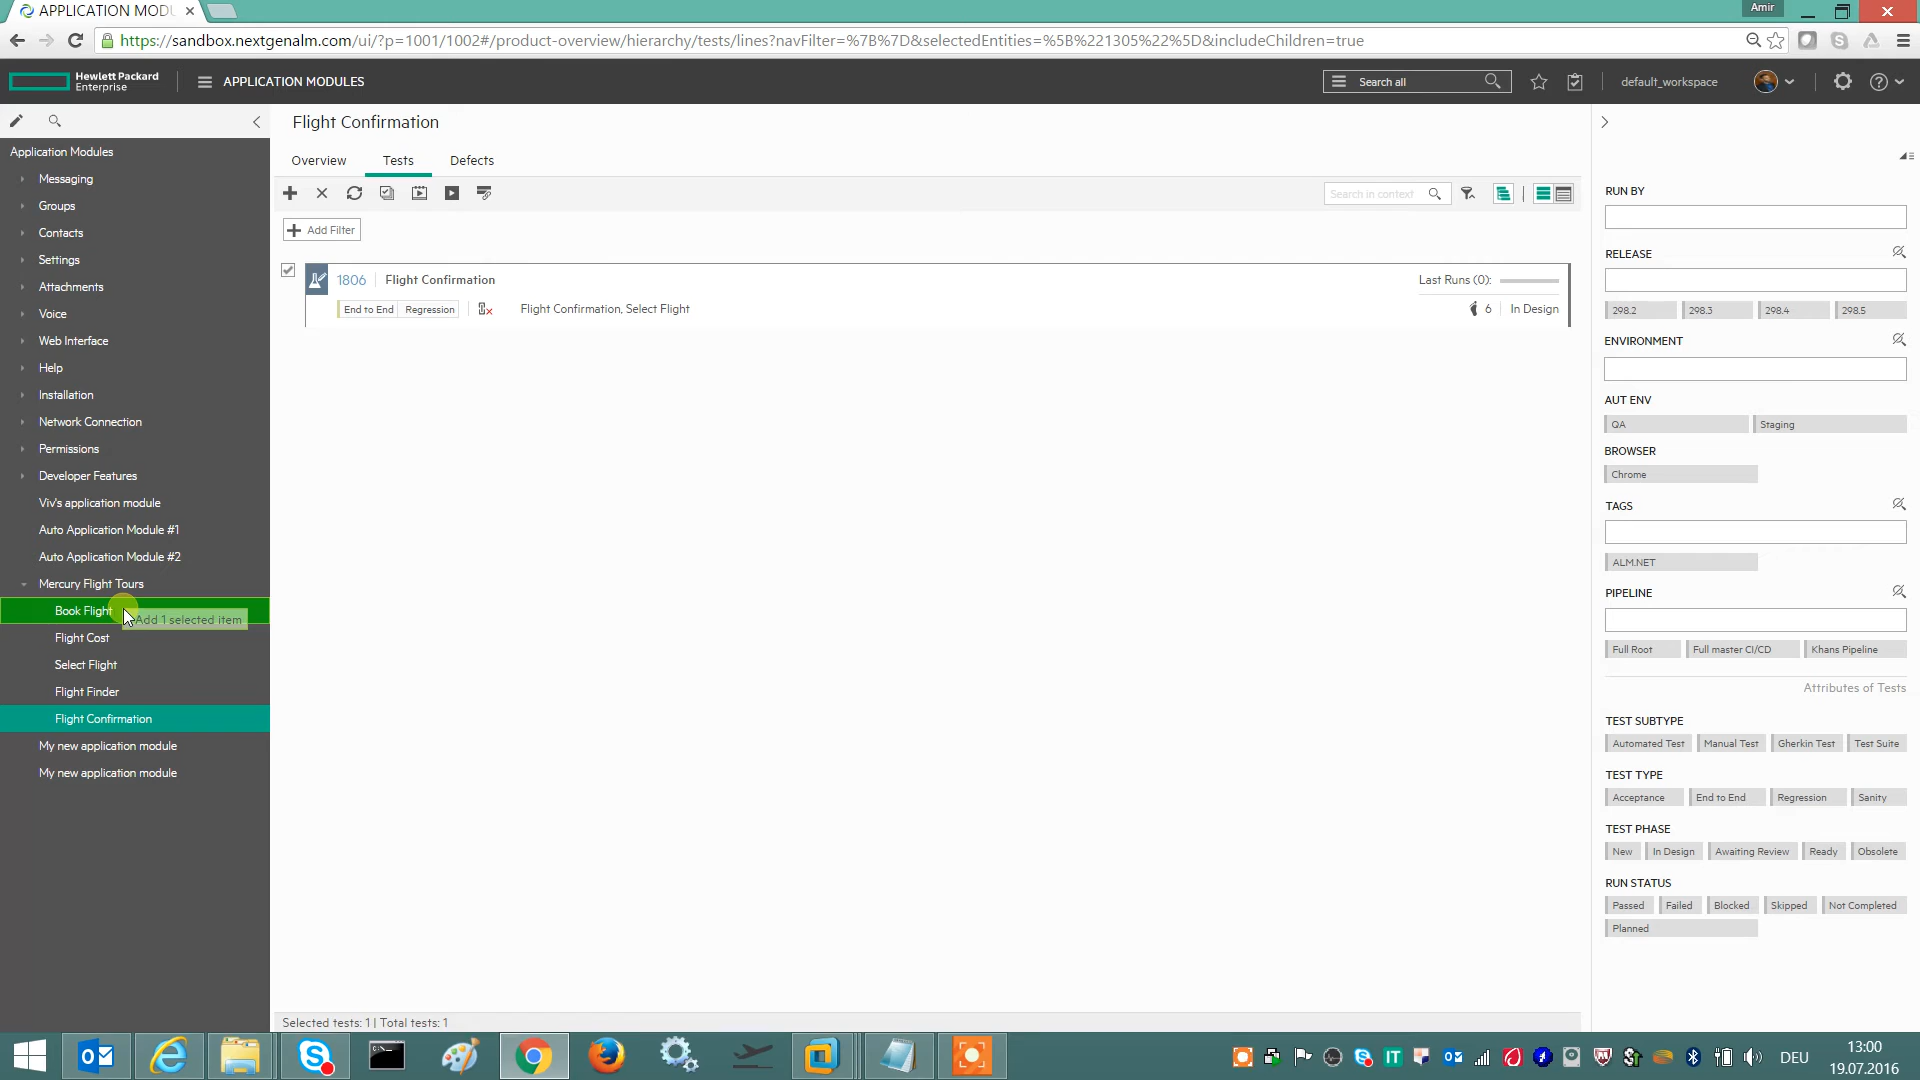 APPLICATION MODU
Amir
https://sandbox.nextgenalm.com/ui/?p=1001/1002#/product-overview/hierarchy/tests/lines?navFilter=%7B%7D&selectedEntities=%5B%221305%22%5D&includeChildren=true
Hewlett Packard
Enterprise
APPLICATION MODULES
Search all
default_workspace
Application Modules
Messaging
Groups
Contacts
Settings
Attachments
Voice
Web Interface
Help
Installation
Network Connection
Permissions
Developer Features
Viv's application module
Auto Application Module #1
Auto Application Module #2
Mercury Flight Tours
Book Flight
Add 1 selected item
Flight Cost
Select Flight
Flight Finder
Flight Confirmation
My new application module
My new application module
Flight Confirmation
Overview Tests Defects
Search in context
Add Filter
1806 Flight Confirmation Last Runs (0):
End to End Regression Flight Confirmation, Select Flight 6 In Design
Selected tests: 1 | Total tests: 1
RUN BY
RELEASE
298.2 298.3 298.4 298.5
ENVIRONMENT
AUT ENV
QA Staging
BROWSER
Chrome
TAGS
ALM.NET
PIPELINE
Full Root Full master CI/CD Khans Pipeline
Attributes of Tests
TEST SUBTYPE
Automated Test Manual Test Gherkin Test Test Suite
TEST TYPE
Acceptance End to End Regression Sanity
TEST PHASE
New In Design Awaiting Review Ready Obsolete
RUN STATUS
Passed Failed Blocked Skipped Not Completed
Planned
DEU
13:00
19.07.2016